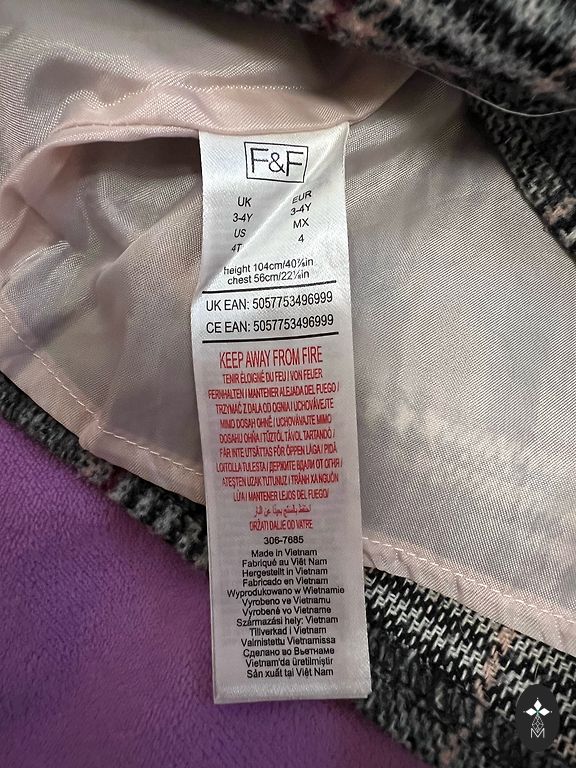 F&F
UK EUR
3-4Y 3-4Y
US MX
4T 4
height 104cm/40⅞in
chest 56cm/22⅛in
UK EAN: 5057753496999
CE EAN: 5057753496999
KEEP AWAY FROM FIRE
TENIR ÉLOIGNÉ DU FEU / VON FEUER
FERNHALTEN / MANTENER ALEJADA DEL FUEGO /
TRZYMAĆ Z DALA OD OGNIA / UCHOVÁVEJTE
MIMO DOSAH OHNĚ / UCHOVÁVAJTE MIMO
DOSAHU OHŇA / TŰZTŐL TÁVOL TARTANDÓ /
FÅR INTE UTSÄTTAS FÖR ÖPPEN LÅGA / PIDÄ
LOITOLLA TULESTA / ДЕРЖИТЕ ВДАЛИ ОТ ОГНЯ /
ATEŞTEN UZAK TUTUNUZ / TRÁNH XA NGUỒN
LỬA / MANTENER LEJOS DEL FUEGO/
DRŽATI DALJE OD VATRE
306-7685
Made in Vietnam
Fabriqué au Viêt Nam
Hergestellt in Vietnam
Fabricado en Vietnam
Wyprodukowano w Wietnamie
Vyrobeno ve Vietnamu
Vyrobené vo Vietname
Származási hely: Vietnam
Tillverkad i Vietnam
Valmistettu Vietnamissa
Сделано во Вьетнаме
Vietnam'da üretilmiştir
Sản xuất tại Việt Nam
M